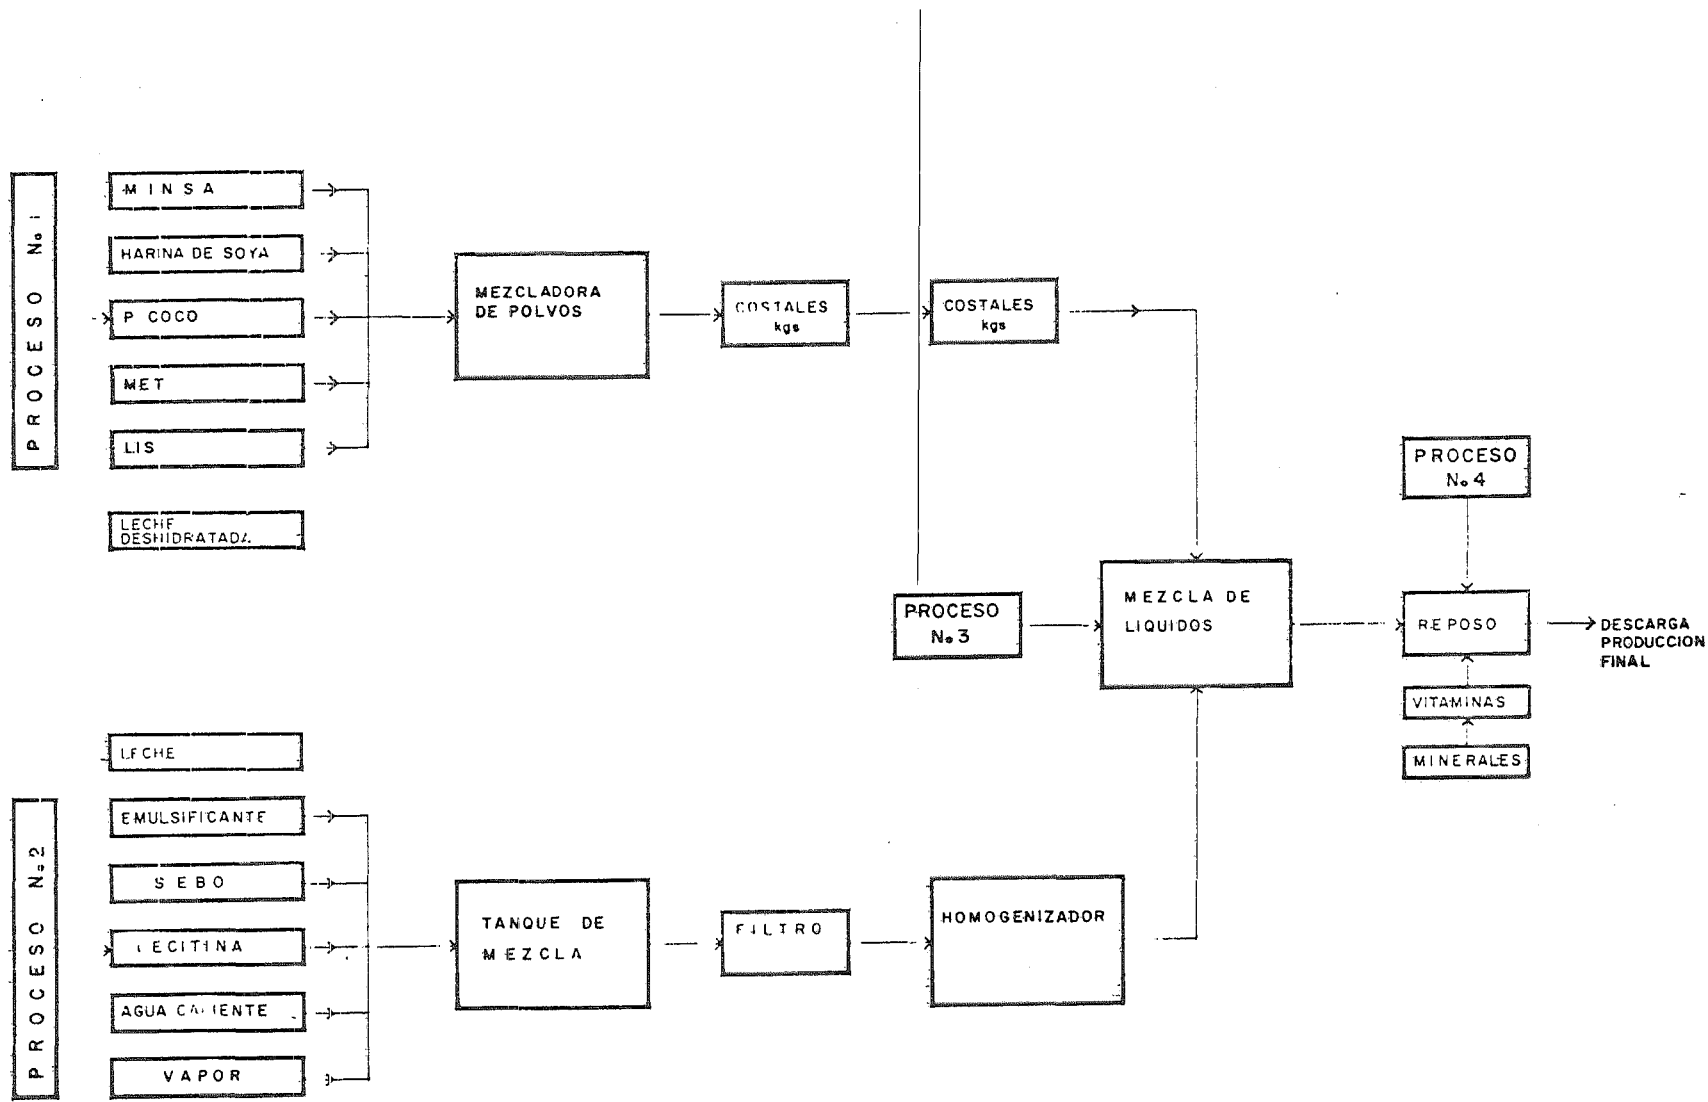 PROCESO No 1
MINSA
HARINA DE SOYA
P COCO
MET
LIS
LECHE
DESHIDRATADA
MEZCLADORA
DE POLVOS
COSTALES
kgs
COSTALES
kgs
PROCESO
No 4
PROCESO
No 3
MEZCLA DE
LIQUIDOS
REPOSO
DESCARGA
PRODUCCION
FINAL
VITAMINAS
MINERALES
PROCESO No 2
LECHE
EMULSIFICANTE
SEBO
LECITINA
AGUA CALIENTE
VAPOR
TANQUE DE
MEZCLA
FILTRO
HOMOGENIZADOR